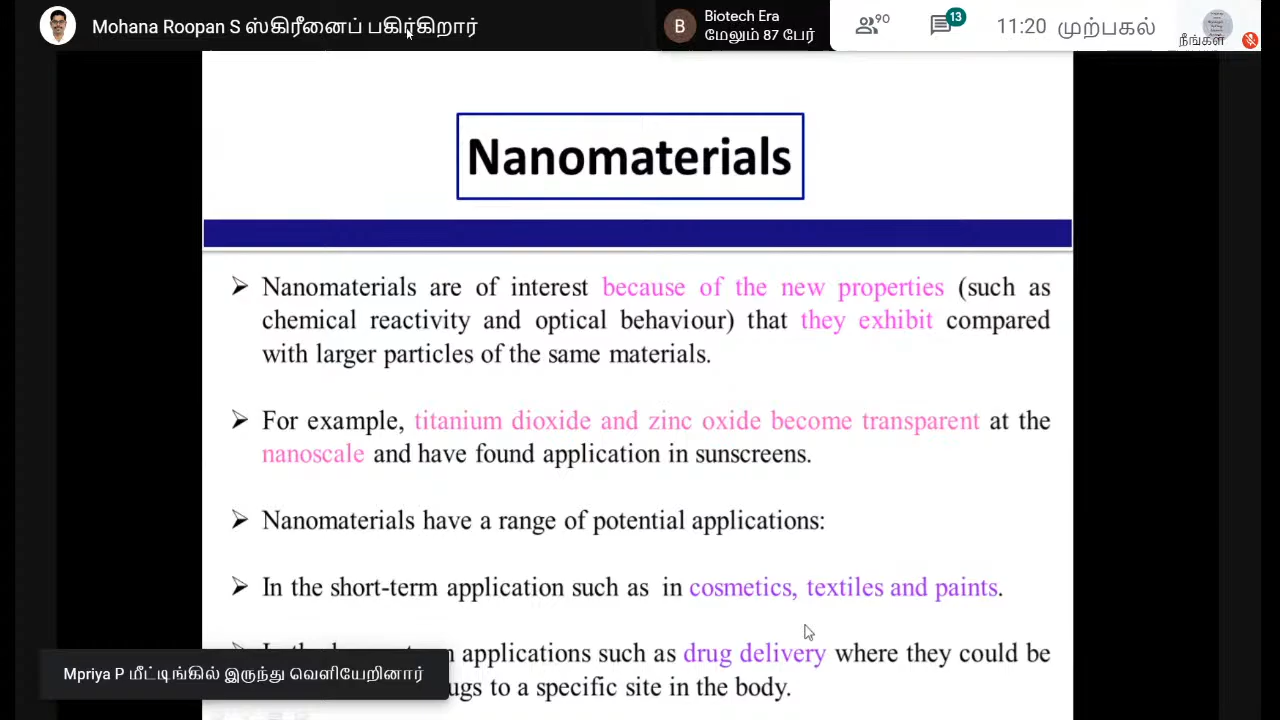 Mohana Roopan S ஸ்கிரீனைப் பகிர்கிறார்
B
Biotech Era
மேலும் 87 பேர்
90
13
11:20 முற்பகல்
நீங்கள்
Nanomaterials
➢ Nanomaterials are of interest because of the new properties (such as
chemical reactivity and optical behaviour) that they exhibit compared
with larger particles of the same materials.
➢ For example, titanium dioxide and zinc oxide become transparent at the
nanoscale and have found application in sunscreens.
➢ Nanomaterials have a range of potential applications:
➢ In the short-term application such as in cosmetics, textiles and paints.
applications such as drug delivery where they could be
to a specific site in the body.
Mpriya P மீட்டிங்கில் இருந்து வெளியேறினார்